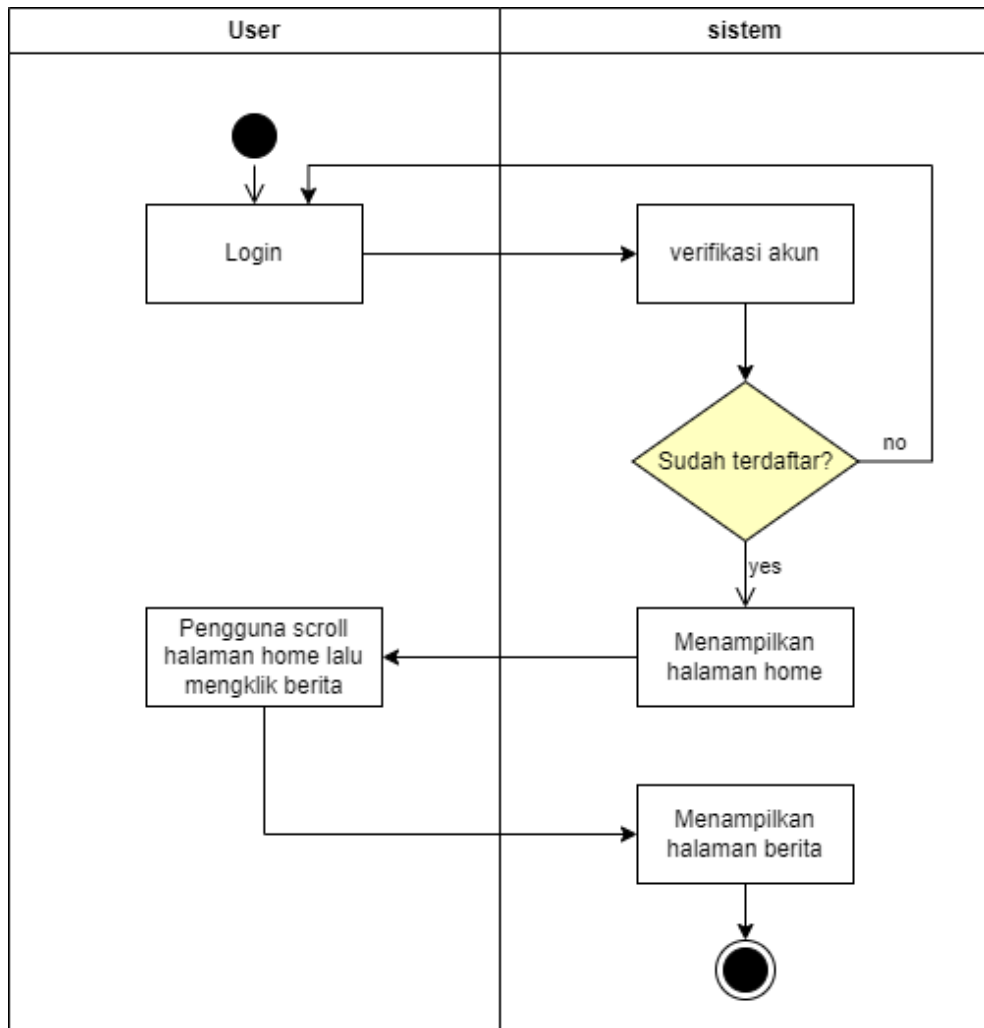 User
sistem
Login
verifikasi akun
Sudah terdaftar?
no
yes
Pengguna scroll
halaman home lalu
mengklik berita
Menampilkan
halaman home
Menampilkan
halaman berita